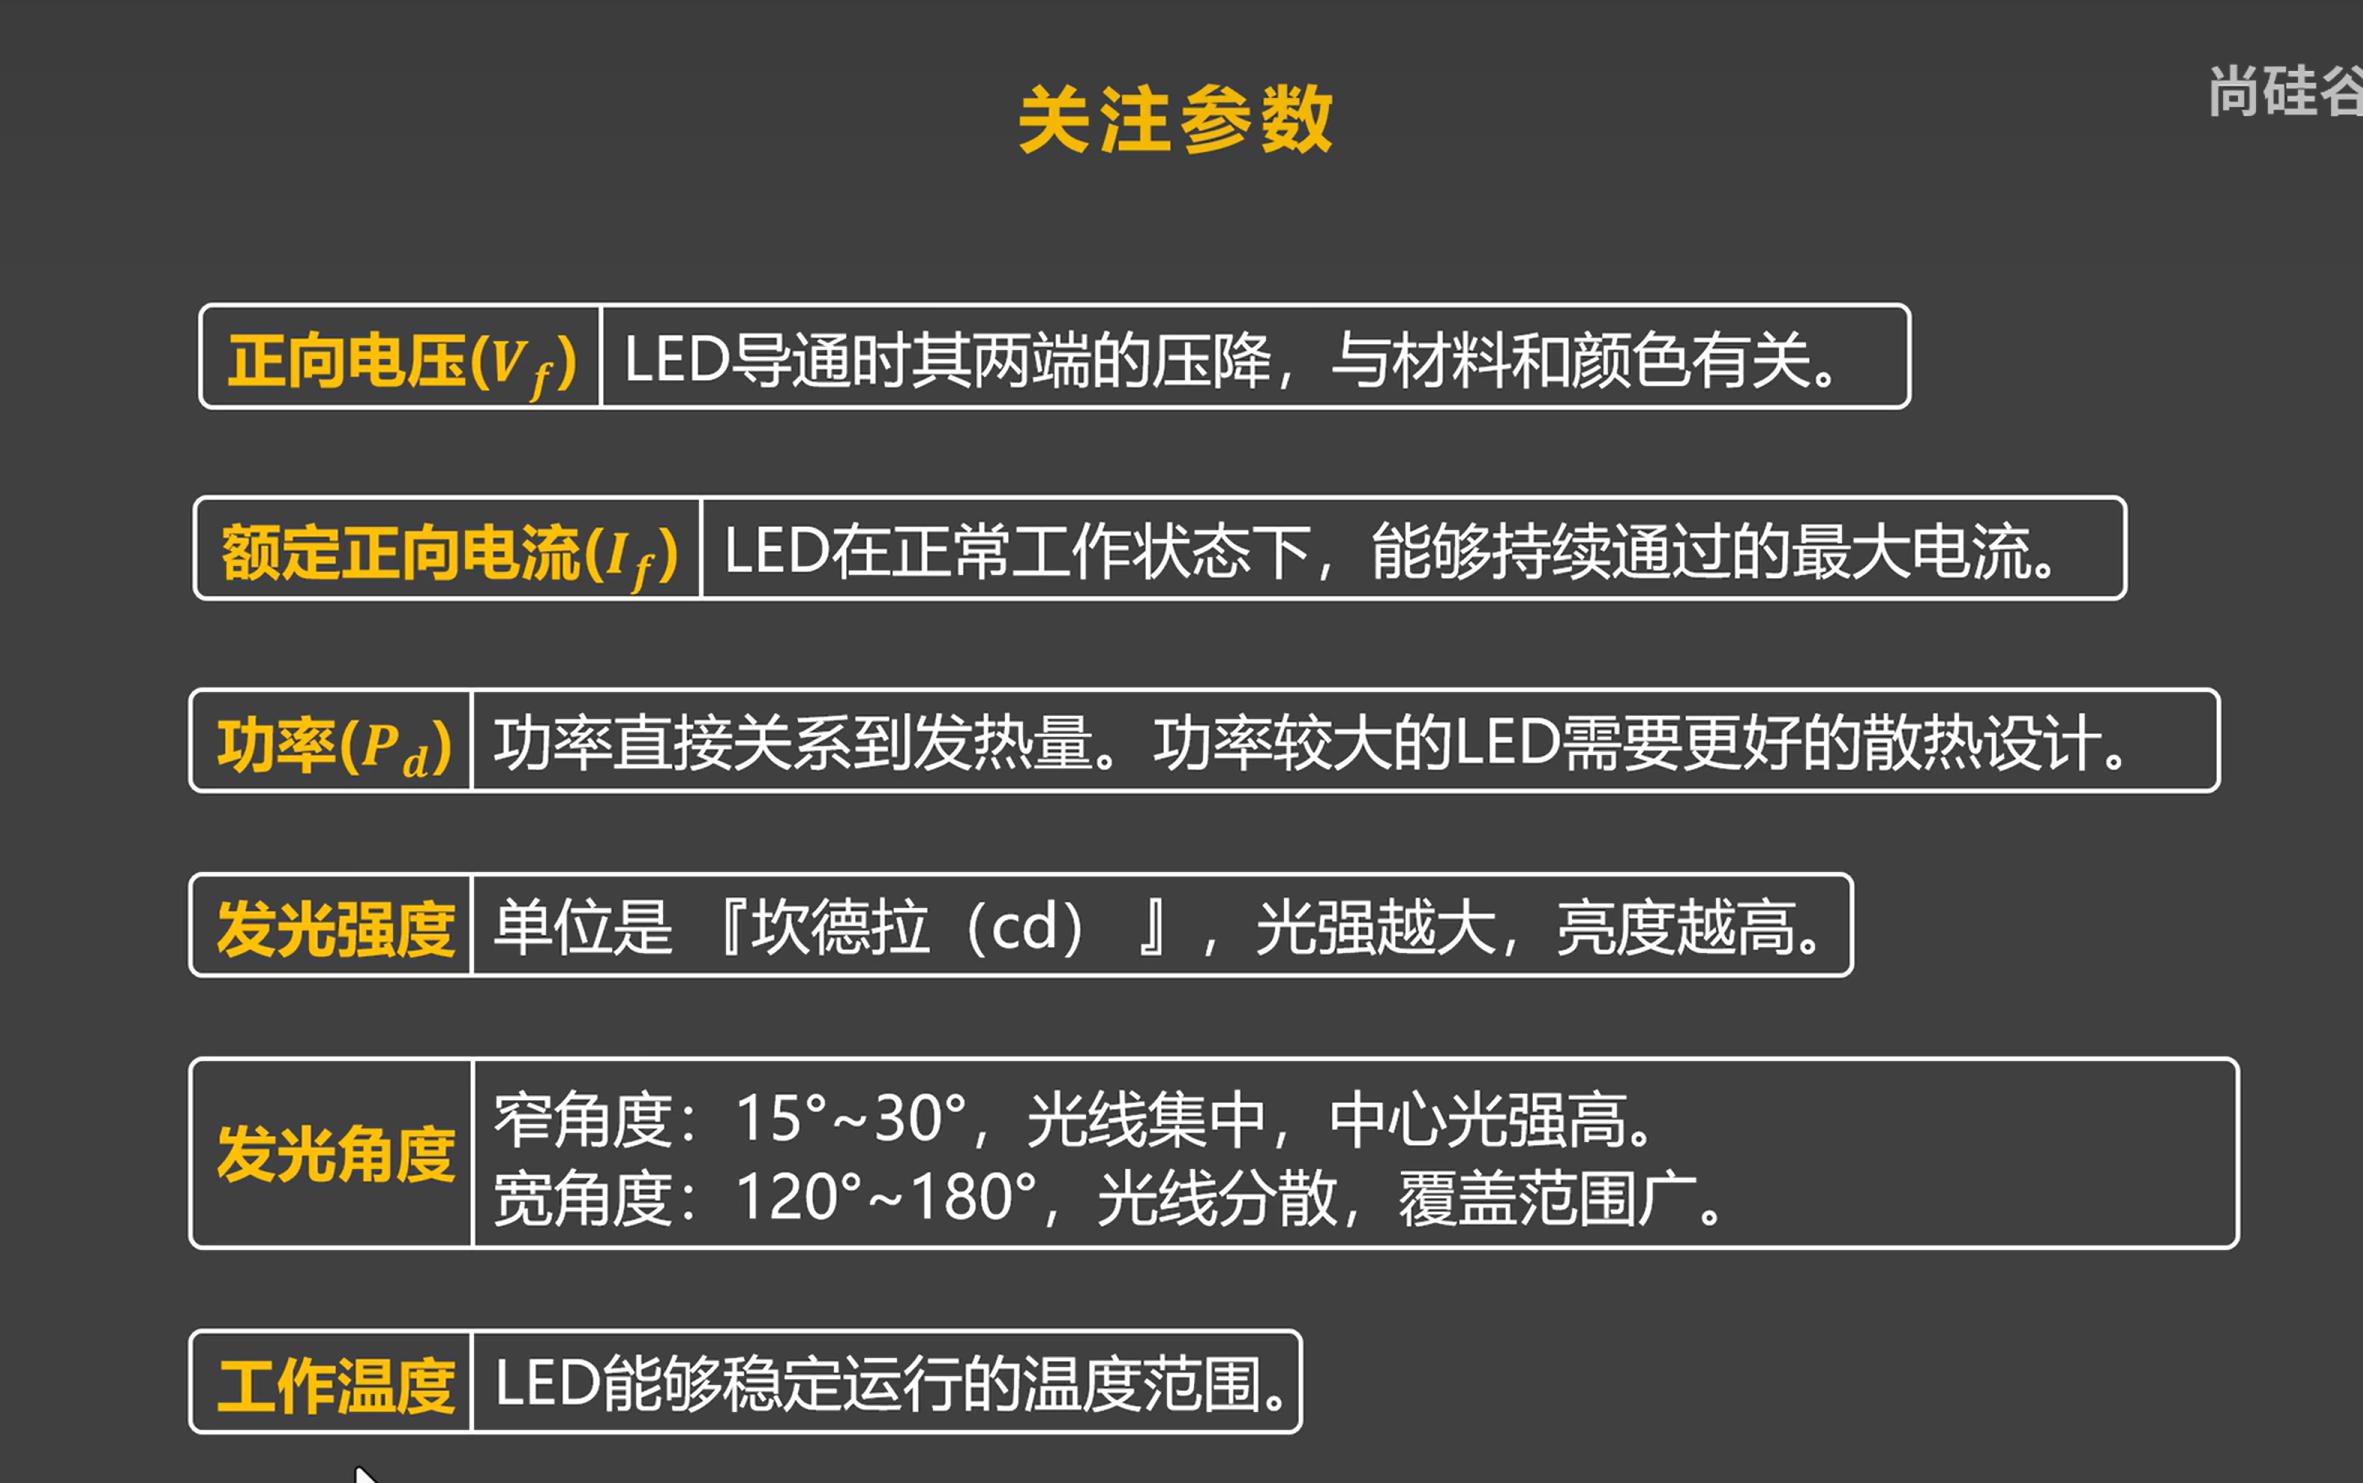 关注参数
尚硅谷
正向电压(V_f) LED导通时其两端的压降，与材料和颜色有关。
额定正向电流(I_f) LED在正常工作状态下，能够持续通过的最大电流。
功率(P_d) 功率直接关系到发热量。功率较大的LED需要更好的散热设计。
发光强度 单位是『坎德拉（cd）』，光强越大，亮度越高。
发光角度
窄角度：15°~30°，光线集中，中心光强高。
宽角度：120°~180°，光线分散，覆盖范围广。
工作温度 LED能够稳定运行的温度范围。